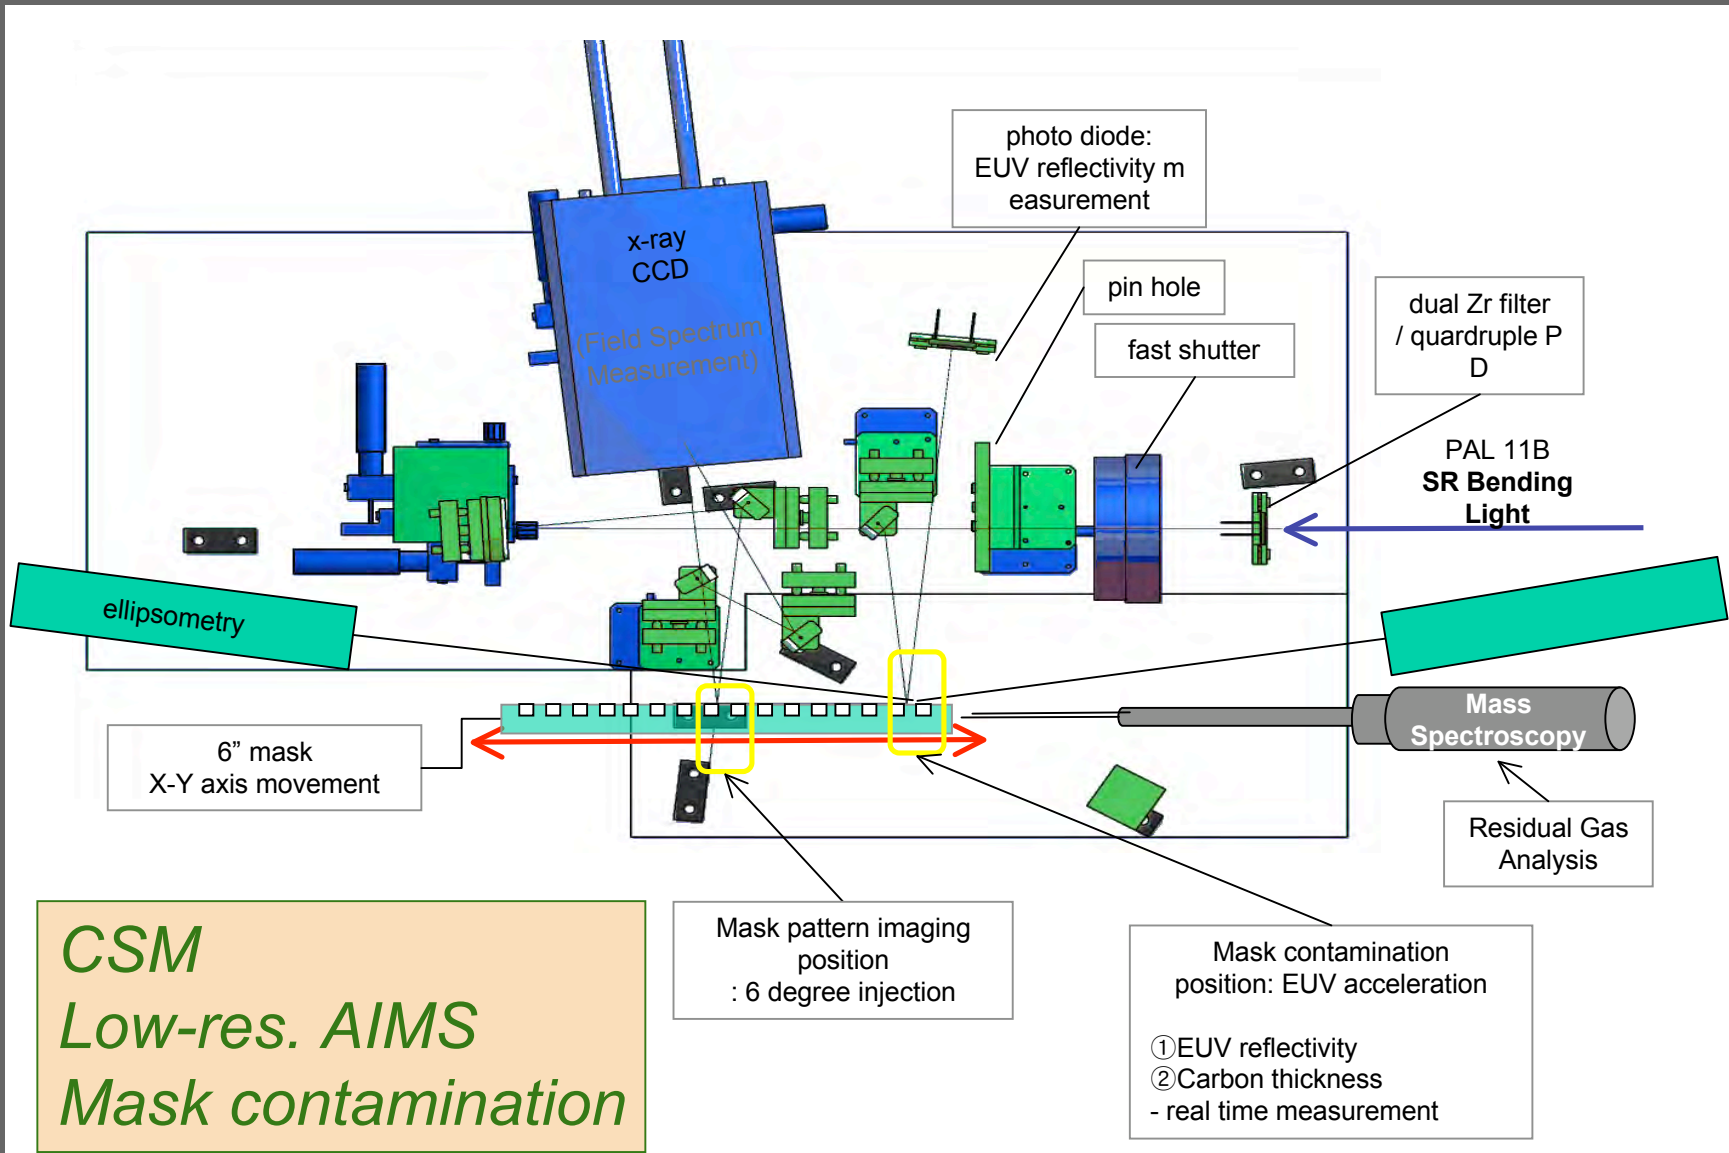 photo diode:
EUV reflectivity m
easurement
x-ray
CCD
(Field Spectrum
Measurement)
pin hole
fast shutter
dual Zr filter
/ quardruple P
D
PAL 11B
SR Bending
Light
ellipsometry
6” mask
X-Y axis movement
Mass
Spectroscopy
Residual Gas
Analysis
Mask pattern imaging
position
: 6 degree injection
Mask contamination
position: EUV acceleration
①EUV reflectivity
②Carbon thickness
- real time measurement
CSM
Low-res. AIMS
Mask contamination